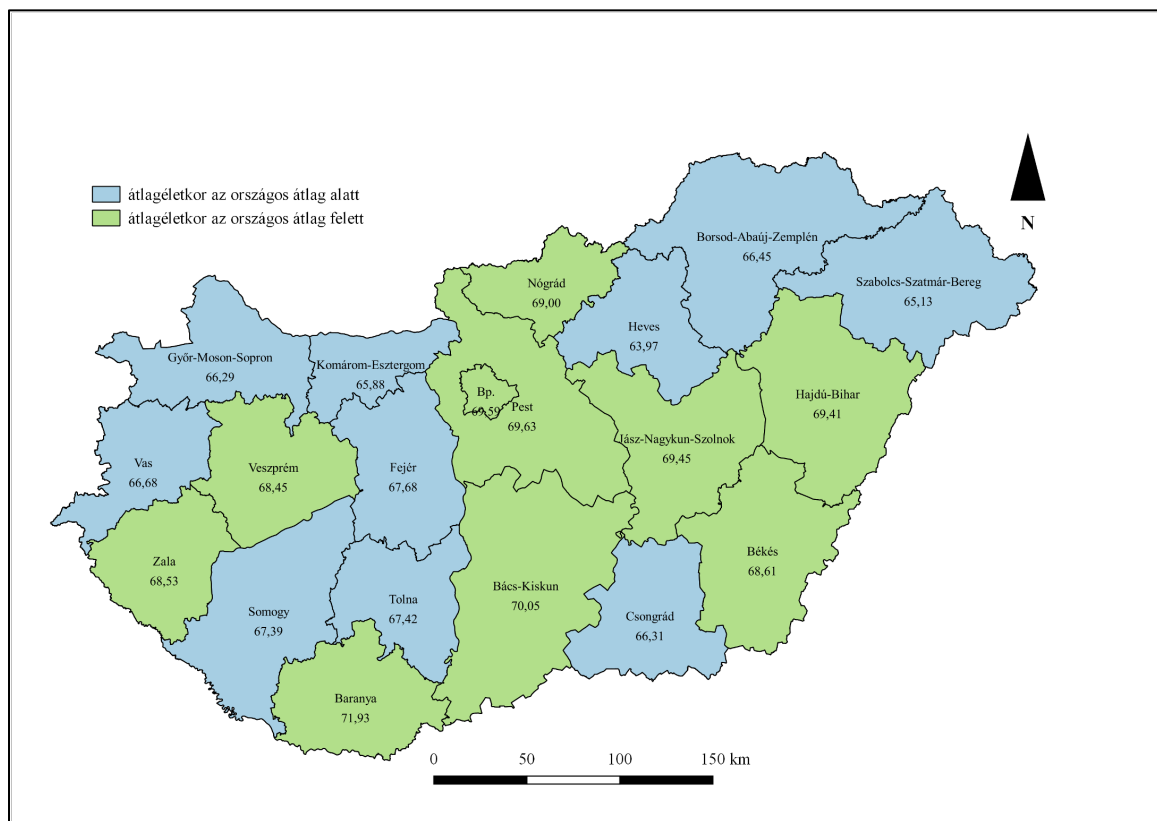 átlagéletkor az országos átlag alatt
átlagéletkor az országos átlag felett
N
Borsod-Abaúj-Zemplén
66,45
Szabolcs-Szatmár-Bereg
65,13
Nógrád
69,00
Heves
63,97
Győr-Moson-Sopron
66,29
Komárom-Esztergom
65,88
Bp.
69,59
Pest
69,63
Hajdú-Bihar
69,41
Jász-Nagykun-Szolnok
69,45
Vas
66,68
Veszprém
68,45
Fejér
67,68
Zala
68,53
Békés
68,61
Bács-Kiskun
70,05
Tolna
67,42
Somogy
67,39
Csongrád
66,31
Baranya
71,93
0 50 100 150 km